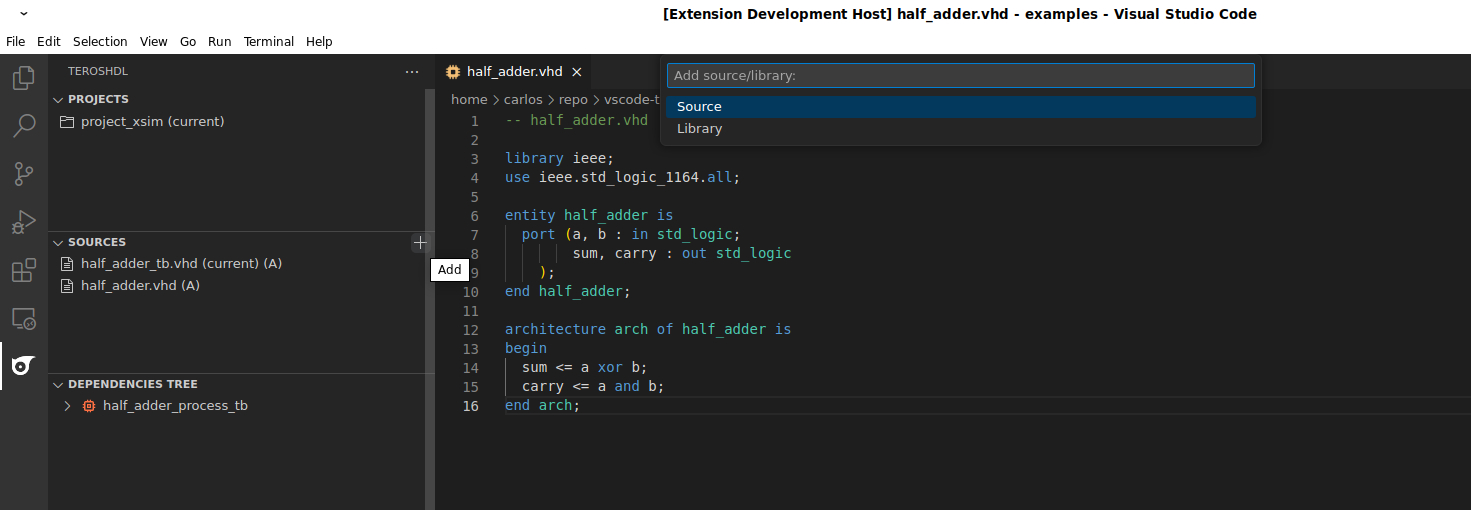 [Extension Development Host] half_adder.vhd - examples - Visual Studio Code
File Edit Selection View Go Run Terminal Help
TEROSHDL
PROJECTS
project_xsim (current)
SOURCES
half_adder_tb.vhd (current) (A)
half_adder.vhd (A)
Add
DEPENDENCIES TREE
half_adder_process_tb
half_adder.vhd
home > carlos > repo > vscode-t
Add source/library:
Source
Library
1 -- half_adder.vhd
2
3 library ieee;
4 use ieee.std_logic_1164.all;
5
6 entity half_adder is
7 port (a, b : in std_logic;
8 sum, carry : out std_logic
9 );
10 end half_adder;
11
12 architecture arch of half_adder is
13 begin
14 sum <= a xor b;
15 carry <= a and b;
16 end arch;